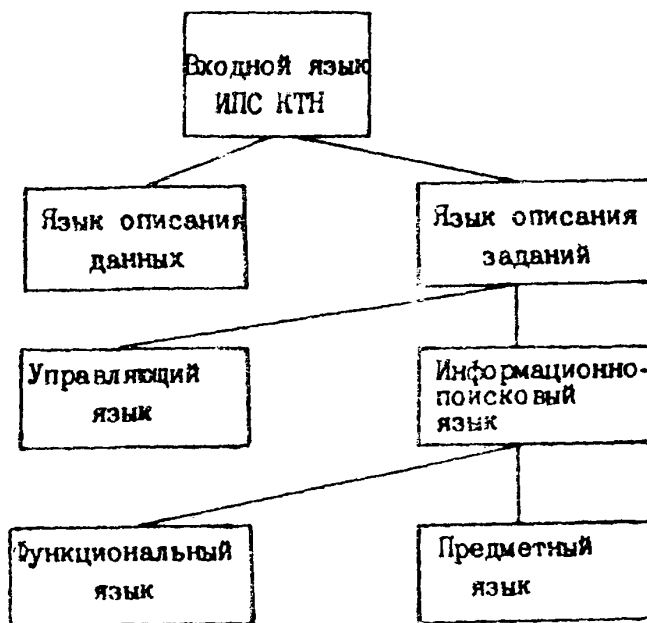 Входной язык
ИПС КТН
Язык описания
данных
Язык описания
заданий
Управляющий
язык
Информационно-
поисковый
язык
Функциональный
язык
Предметный
язык